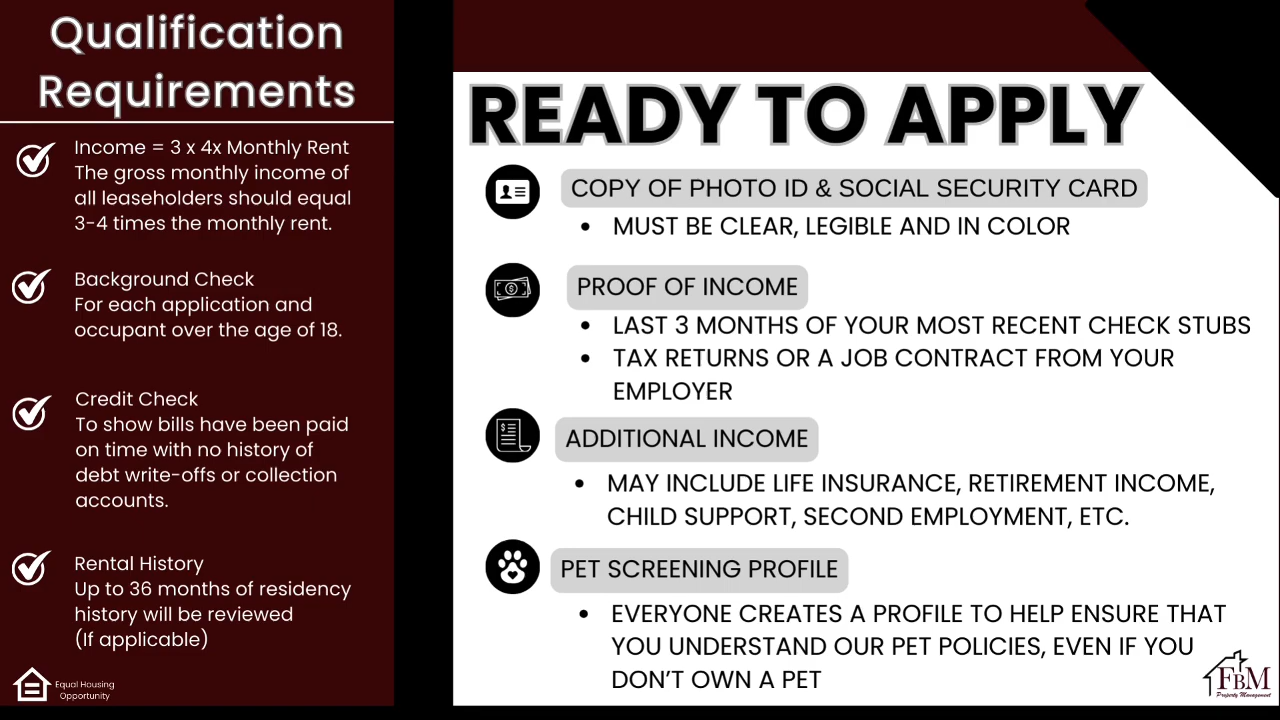 Qualification
Requirements
Income = 3 x 4x Monthly Rent
The gross monthly income of
all leaseholders should equal
3-4 times the monthly rent.
Background Check
For each application and
occupant over the age of 18.
Credit Check
To show bills have been paid
on time with no history of
debt write-offs or collection
accounts.
Rental History
Up to 36 months of residency
history will be reviewed
(If applicable)
Equal Housing
Opportunity
READY TO APPLY
COPY OF PHOTO ID & SOCIAL SECURITY CARD
• MUST BE CLEAR, LEGIBLE AND IN COLOR
PROOF OF INCOME
• LAST 3 MONTHS OF YOUR MOST RECENT CHECK STUBS
• TAX RETURNS OR A JOB CONTRACT FROM YOUR
EMPLOYER
ADDITIONAL INCOME
• MAY INCLUDE LIFE INSURANCE, RETIREMENT INCOME,
CHILD SUPPORT, SECOND EMPLOYMENT, ETC.
PET SCREENING PROFILE
• EVERYONE CREATES A PROFILE TO HELP ENSURE THAT
YOU UNDERSTAND OUR PET POLICIES, EVEN IF YOU
DON'T OWN A PET
FBM
Property Management